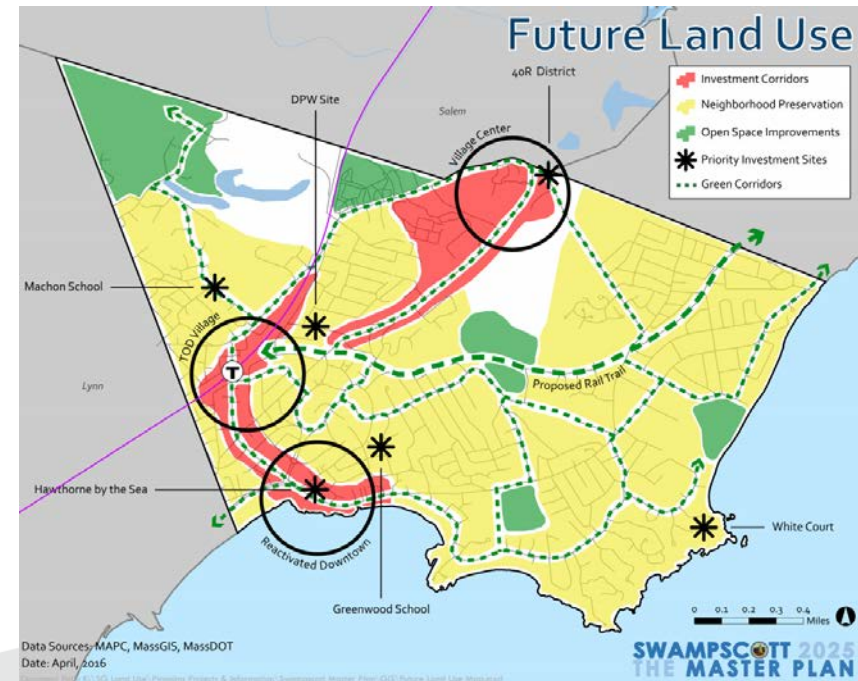 Future Land Use
40R District
DPW Site
Salem
Village Center
Investment Corridors
Neighborhood Preservation
Open Space Improvements
Priority Investment Sites
Green Corridors
Machon School
TOD Village
T
Lynn
Proposed Rail Trail
Hawthorne by the Sea
Reactivated Downtown
White Court
Greenwood School
0 0.1 0.2 0.3 0.4
Miles
Data Sources: MAPC, MassGIS, MassDOT
Date: April, 2016
SWAMPSCOTT 2025
THE MASTER PLAN